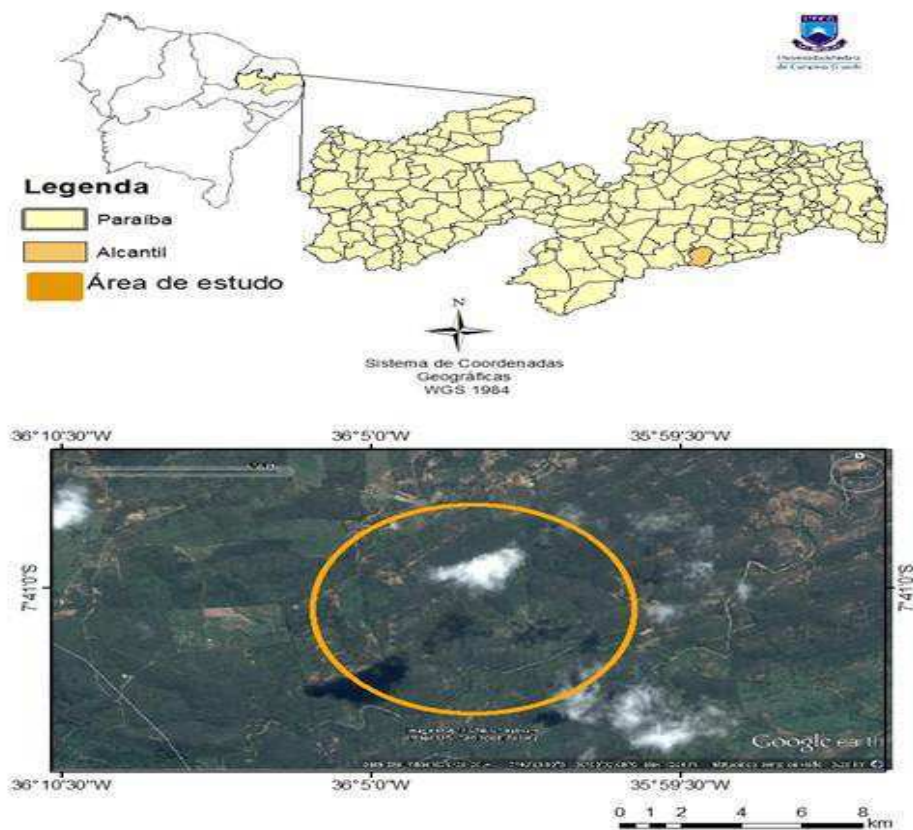 Legenda
Paraíba
Alcantil
Área de estudo
N
Sistema de Coordenadas
Geográficas
WGS 1984
36°10'30"W
36°5'0"W
35°59'30"W
7°41'0"S
7°41'0"S
Google earth
36°10'30"W
36°5'0"W
35°59'30"W
0 1 2 4 6 8
km